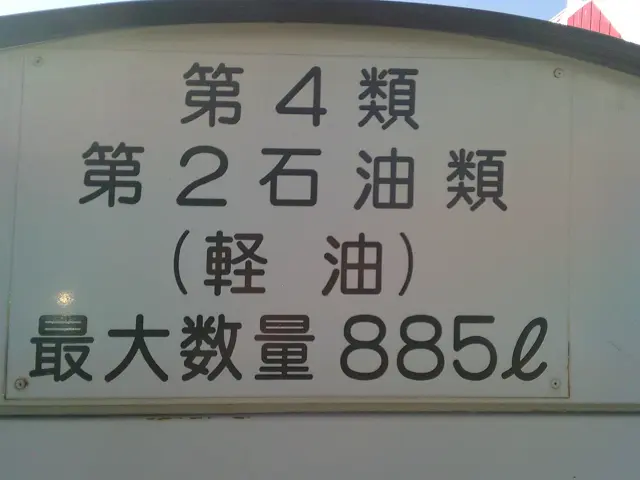 第4類
第2石油類
(軽油)
最大数量 885ℓ